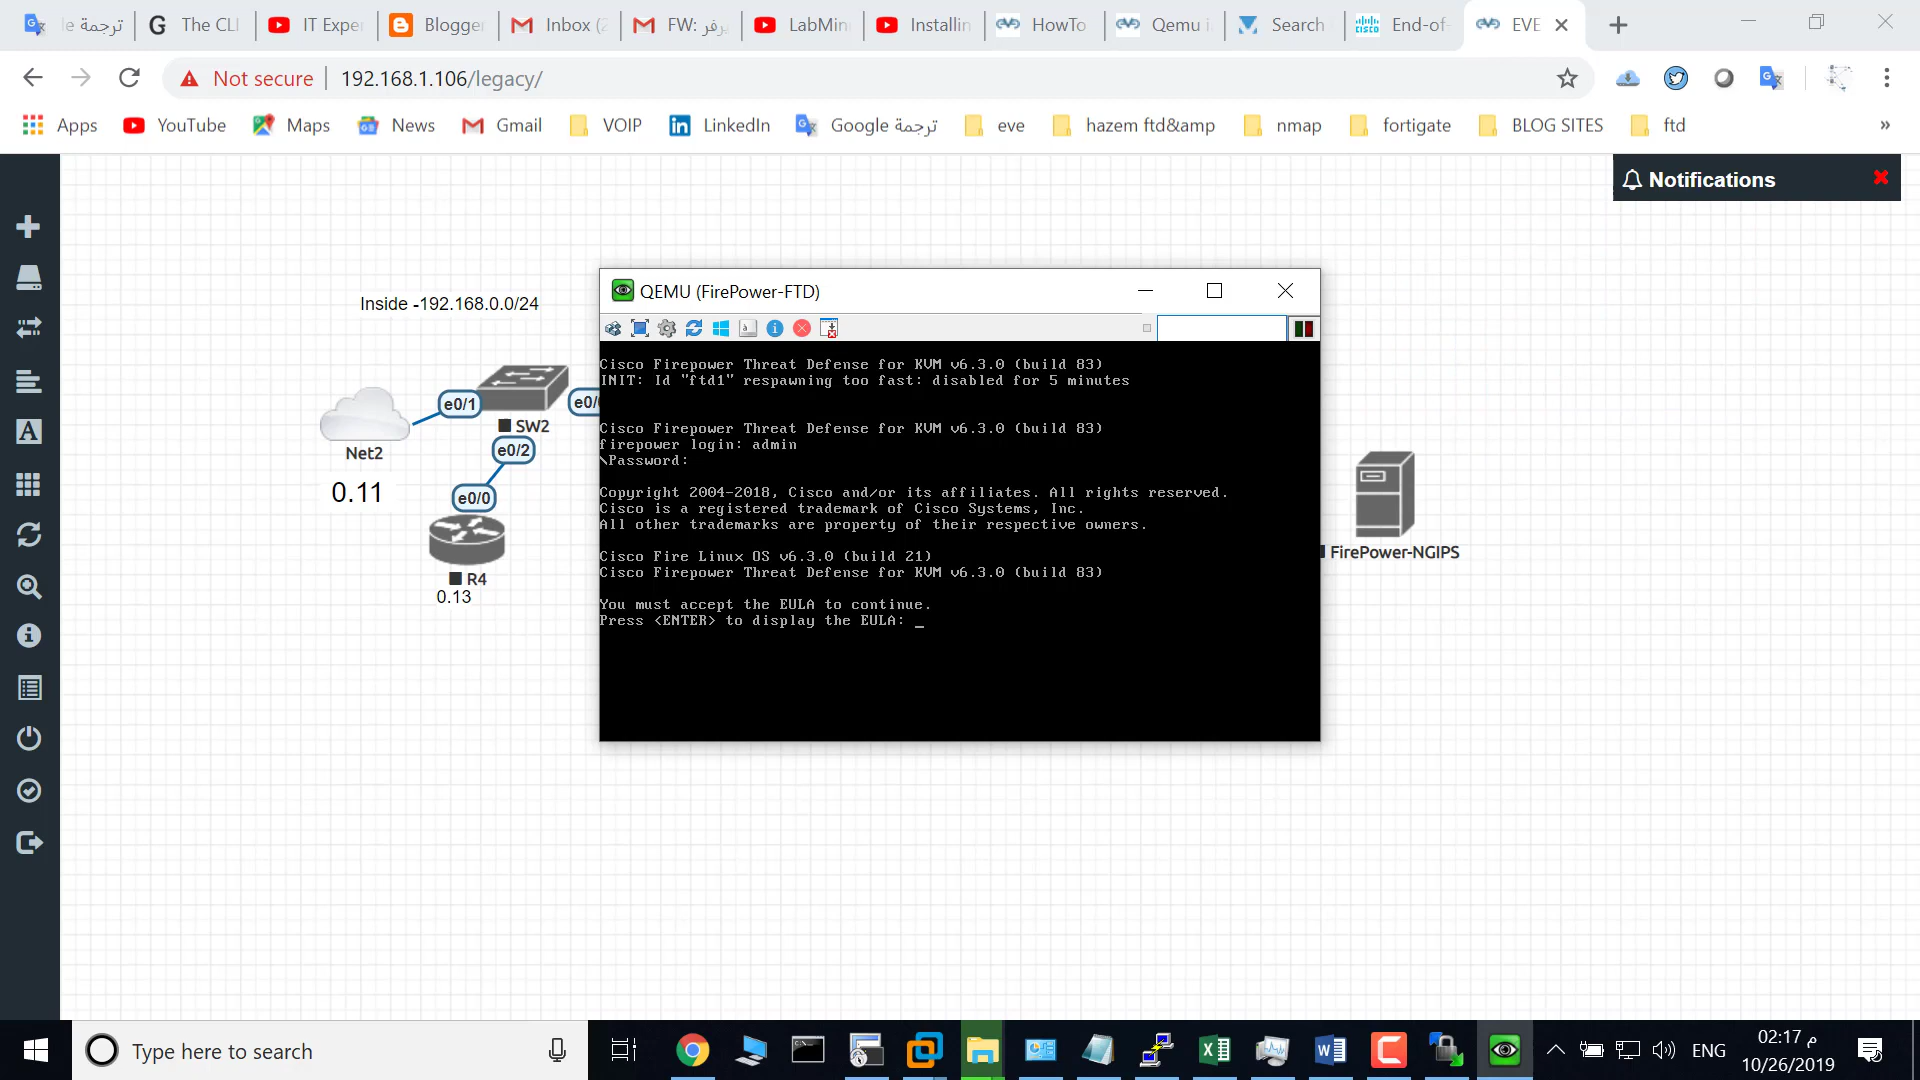 ترجمة le
The CLI
IT Exper
Blogger
Inbox (2
FW: يرفر
LabMin
Installin
HowTo
Qemu i
Search
End-of-
EVE
Not secure
192.168.1.106/legacy/
Apps
YouTube
Maps
News
Gmail
VOIP
LinkedIn
ترجمة Google
eve
hazem ftd&amp
nmap
fortigate
BLOG SITES
ftd
»
Notifications
Inside -192.168.0.0/24
e0/1
SW2
e0/
Net2
e0/2
0.11
e0/0
R4
0.13
QEMU (FirePower-FTD)
Cisco Firepower Threat Defense for KVM v6.3.0 (build 83)
INIT: Id "ftd1" respawning too fast: disabled for 5 minutes
Cisco Firepower Threat Defense for KVM v6.3.0 (build 83)
firepower login: admin
\Password:
Copyright 2004-2018, Cisco and/or its affiliates. All rights reserved.
Cisco is a registered trademark of Cisco Systems, Inc.
All other trademarks are property of their respective owners.
Cisco Fire Linux OS v6.3.0 (build 21)
Cisco Firepower Threat Defense for KVM v6.3.0 (build 83)
You must accept the EULA to continue.
Press <ENTER> to display the EULA: _
FirePower-NGIPS
Type here to search
ENG
02:17 م
10/26/2019